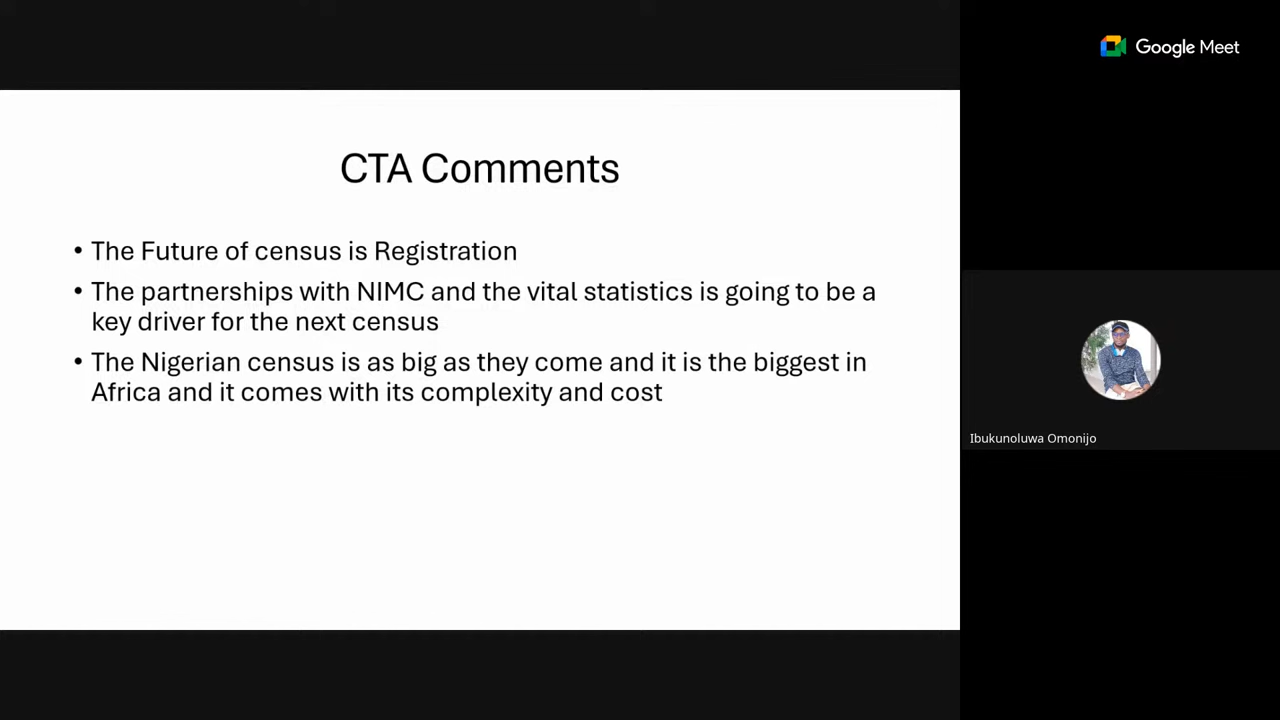 Google Meet
CTA Comments
• The Future of census is Registration
• The partnerships with NIMC and the vital statistics is going to be a
key driver for the next census
• The Nigerian census is as big as they come and it is the biggest in
Africa and it comes with its complexity and cost
Ibukunoluwa Omonijo